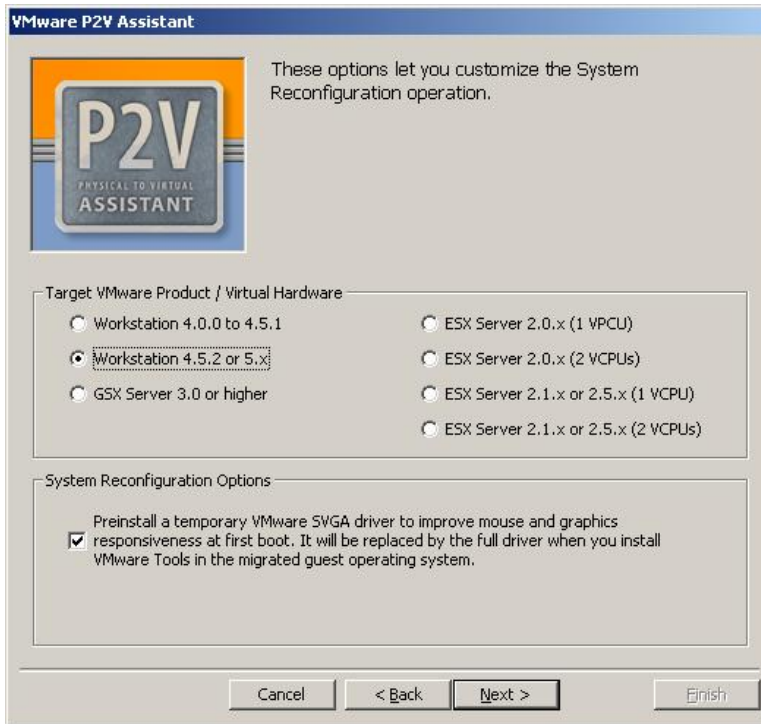 VMware P2V Assistant
These options let you customize the System
Reconfiguration operation.
P2V
PHYSICAL TO VIRTUAL
ASSISTANT
Target VMware Product / Virtual Hardware
Workstation 4.0.0 to 4.5.1
Workstation 4.5.2 or 5.x
GSX Server 3.0 or higher
ESX Server 2.0.x (1 VPCU)
ESX Server 2.0.x (2 VCPUs)
ESX Server 2.1.x or 2.5.x (1 VCPU)
ESX Server 2.1.x or 2.5.x (2 VCPUs)
System Reconfiguration Options
Preinstall a temporary VMware SVGA driver to improve mouse and graphics
responsiveness at first boot. It will be replaced by the full driver when you install
VMware Tools in the migrated guest operating system.
Cancel
< Back
Next >
Finish